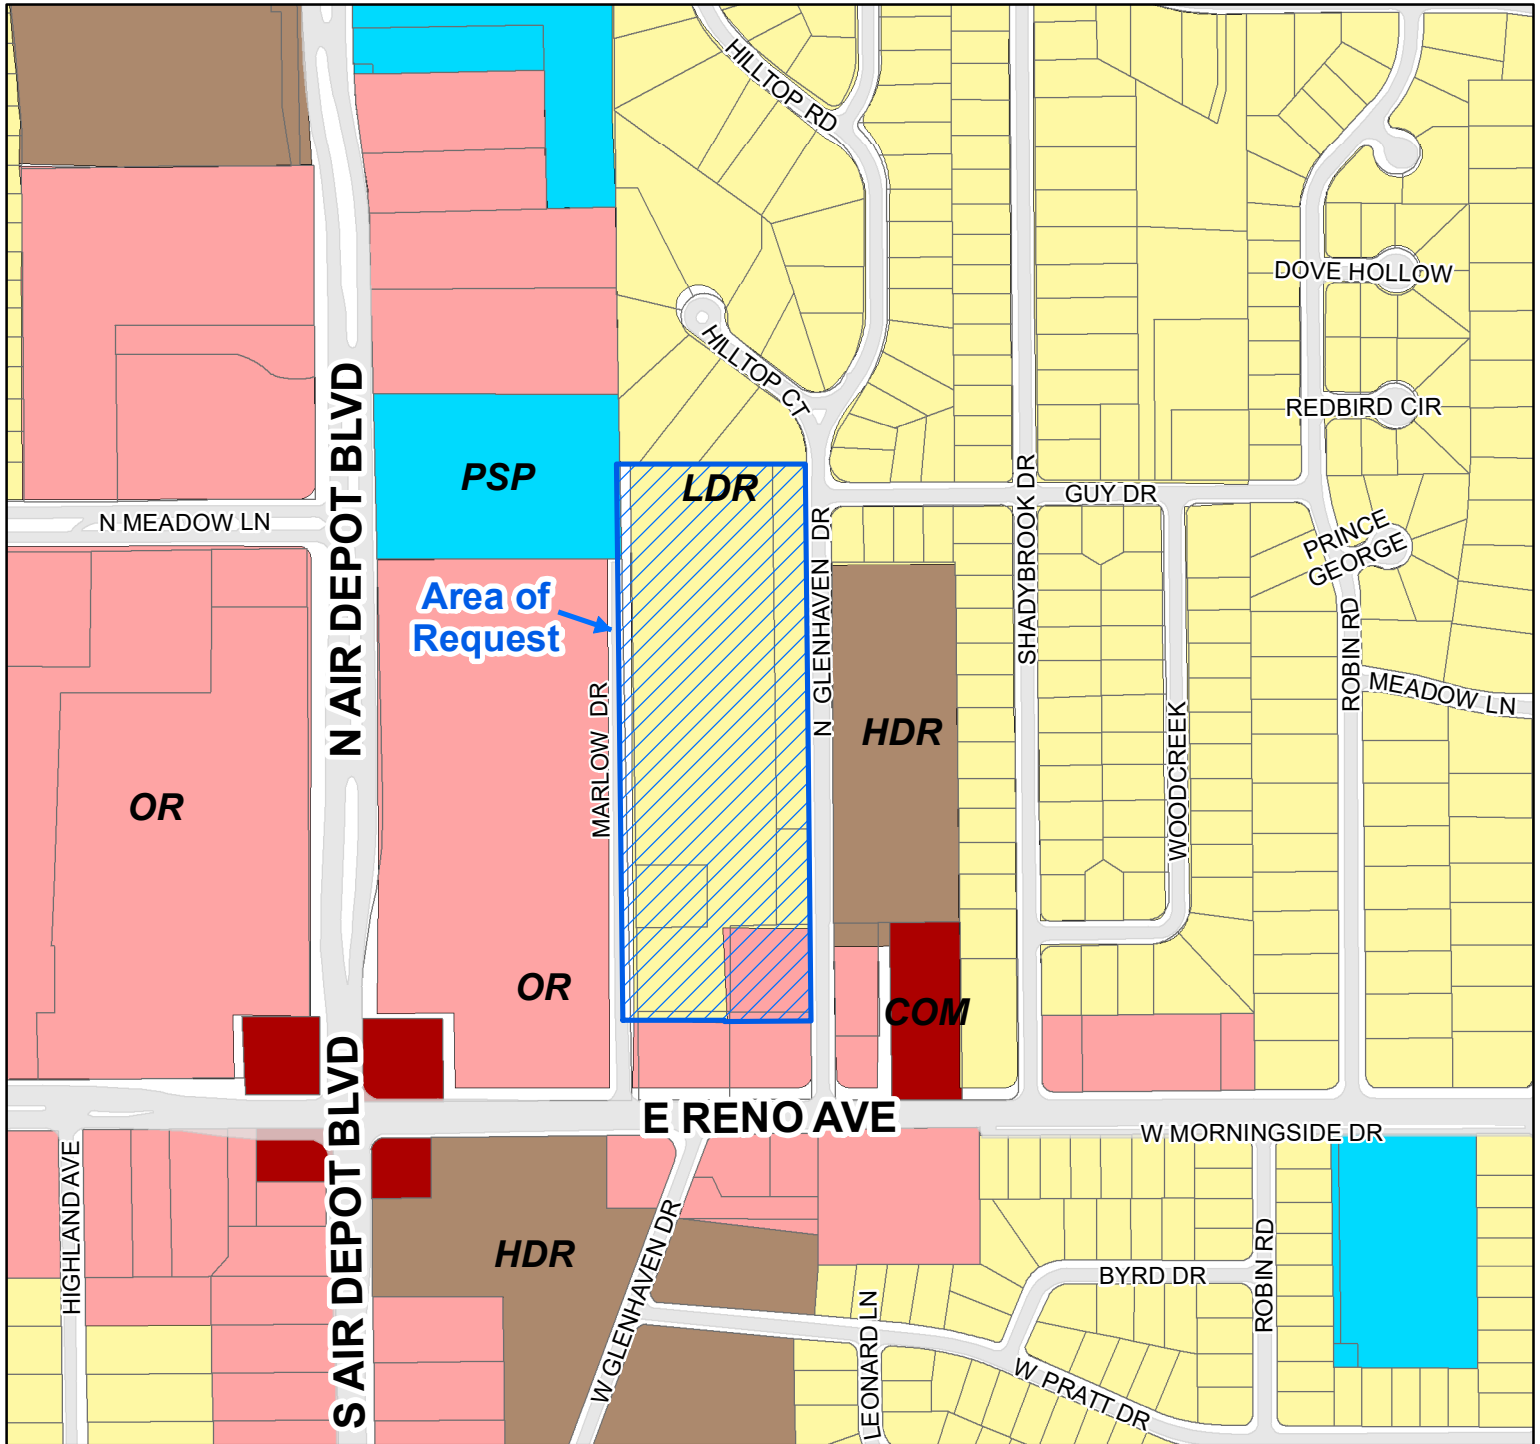 HILLTOP RD
DOVE HOLLOW
HILLTOP CT
REDBIRD CIR
N AIR DEPOT BLVD
PSP
LDR
SHADYBROOK DR
GUY DR
N MEADOW LN
N GLENHAVEN DR
PRINCE
GEORGE
Area of
Request
ROBIN RD
MEADOW LN
MARLOW DR
HDR
WOODCREEK
OR
OR
COM
S AIR DEPOT BLVD
E RENO AVE
W MORNINGSIDE DR
HIGHLAND AVE
W GLENHAVEN DR
HDR
ROBIN RD
BYRD DR
LEONARD LN
W PRATT DR